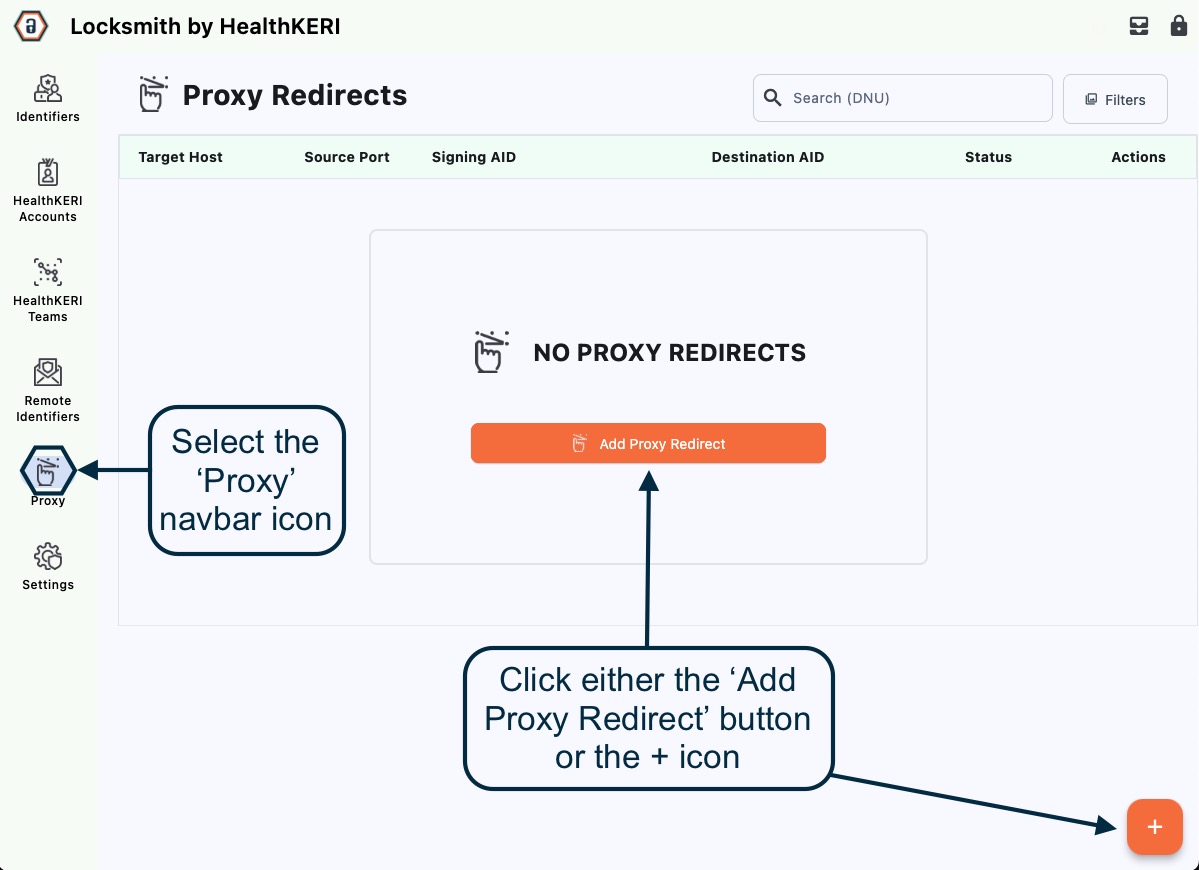 Locksmith by HealthKERI
Identifiers
HealthKERI
Accounts
HealthKERI
Teams
Remote
Identifiers
Proxy
Settings
Proxy Redirects
Search (DNU)
Filters
Target Host Source Port Signing AID Destination AID Status Actions
NO PROXY REDIRECTS
Add Proxy Redirect
Select the
‘Proxy’
navbar icon
Click either the ‘Add
Proxy Redirect’ button
or the + icon
+